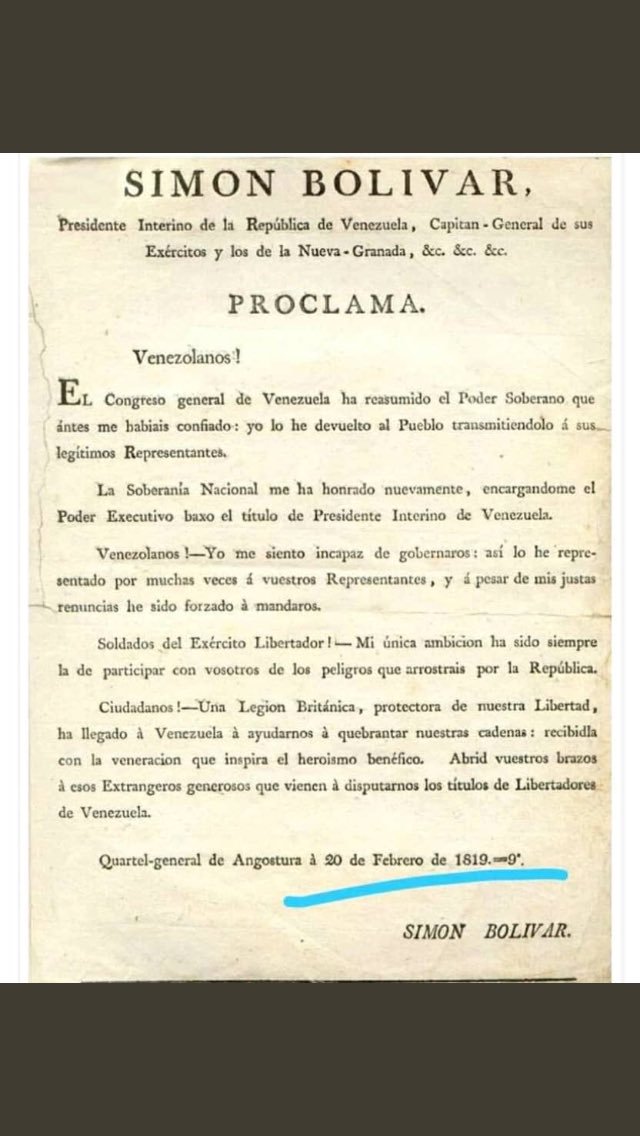 SIMON BOLIVAR,
Presidente Interino de la República de Venezuela, Capitan-General de sus
Exércitos y los de la Nueva-Granada, &c. &c. &c.
PROCLAMA.
Venezolanos!
EL Congreso general de Venezuela ha reasumido el Poder Soberano que
ántes me habiais confiado: yo lo he devuelto al Pueblo transmitiendolo á sus
legítimos Representantes.
La Soberanía Nacional me ha honrado nuevamente, encargandome el
Poder Executivo baxo el título de Presidente Interino de Venezuela.
Venezolanos!—Yo me siento incapaz de gobernaros: así lo he repre-
sentado por muchas veces á vuestros Representantes, y á pesar de mis justas
renuncias he sido forzado à mandaros.
Soldados del Exército Libertador!—Mi única ambicion ha sido siempre
la de participar con vosotros de los peligros que arrostrais por la República.
Ciudadanos!—Una Legion Británica, protectora de nuestra Libertad,
ha llegado à Venezuela à ayudarnos à quebrantar nuestras cadenas: recibidla
con la veneracion que inspira el heroismo benéfico. Abrid vuestros brazos
à esos Extrangeros generosos que vienen à disputarnos los títulos de Libertadores
de Venezuela.
Quartel-general de Angostura à 20 de Febrero de 1819.=9°.
SIMON BOLIVAR.